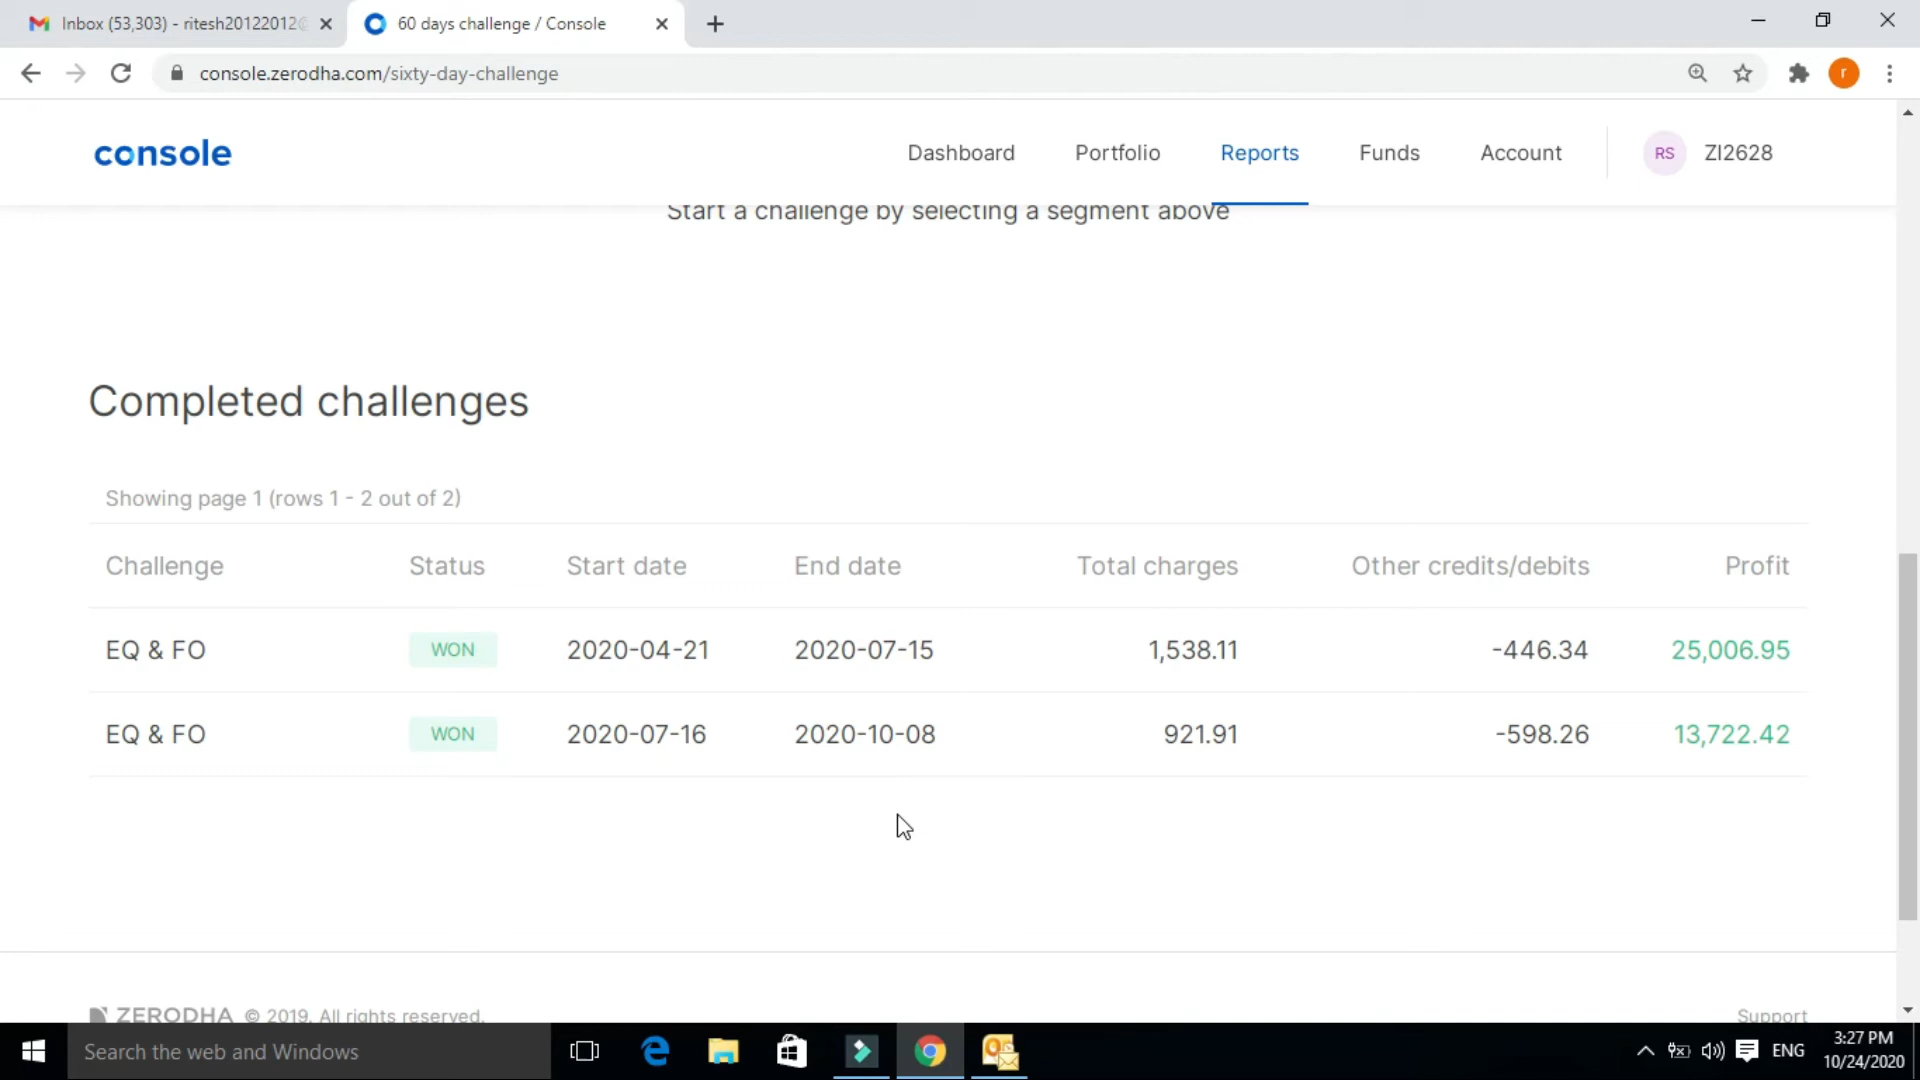 Inbox (53,303) - ritesh20122012@
60 days challenge / Console
console.zerodha.com/sixty-day-challenge
r
console
Dashboard Portfolio Reports Funds Account RS ZI2628
Start a challenge by selecting a segment above
Completed challenges
Showing page 1 (rows 1 - 2 out of 2)
Challenge Status Start date End date Total charges Other credits/debits Profit
EQ & FO WON 2020-04-21 2020-07-15 1,538.11 -446.34 25,006.95
EQ & FO WON 2020-07-16 2020-10-08 921.91 -598.26 13,722.42
ZERODHA © 2019. All rights reserved. Support
Search the web and Windows
ENG
3:27 PM
10/24/2020